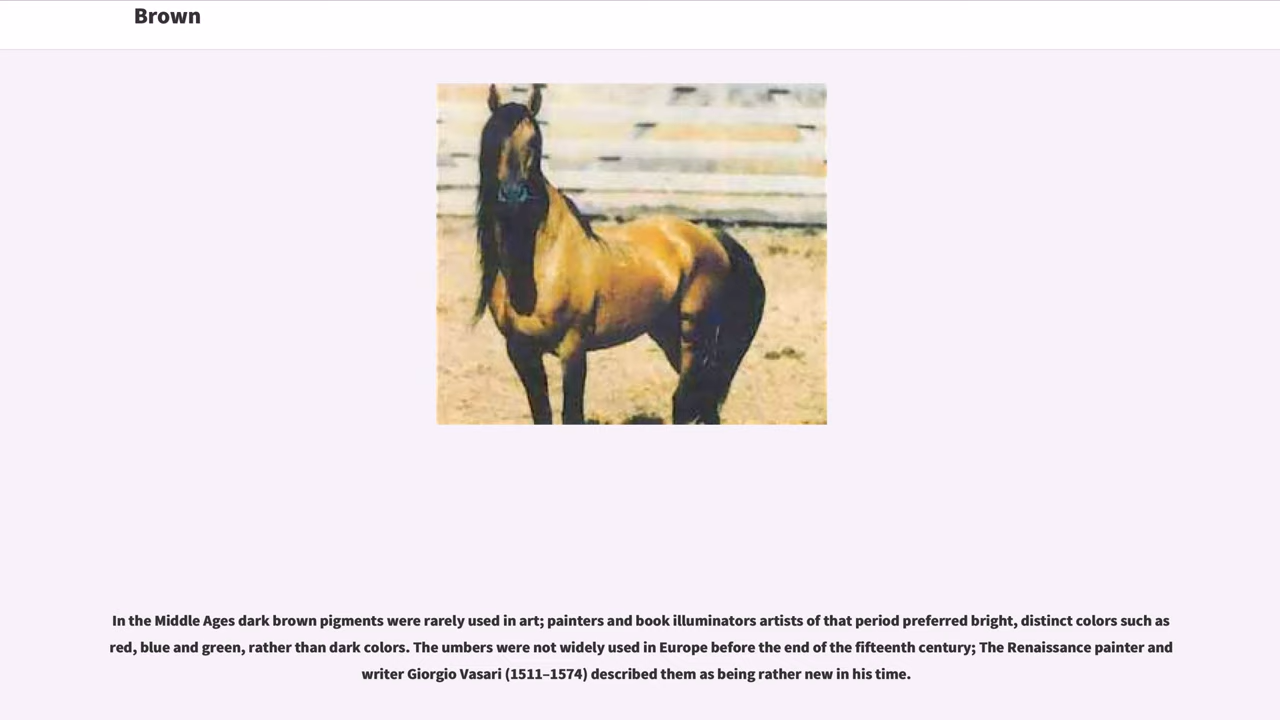 Brown
In the Middle Ages dark brown pigments were rarely used in art; painters and book illuminators artists of that period preferred bright, distinct colors such as
red, blue and green, rather than dark colors. The umbers were not widely used in Europe before the end of the fifteenth century; The Renaissance painter and
writer Giorgio Vasari (1511–1574) described them as being rather new in his time.